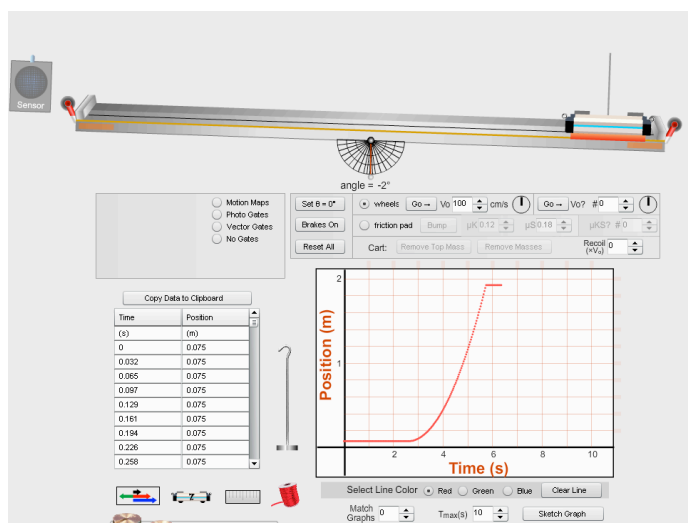 Sensor
angle = -2°
Motion Maps
Photo Gates
Vector Gates
No Gates
Set θ = 0°
wheels Go→ Vo 100 cm/s Go→ Vo? # 0
Brakes On
friction pad Bump µK 0.12 µS 0.18 µKS? # 0
Reset All
Cart: Remove Top Mass Remove Masses Recoil (×Vₒ) 0
Copy Data to Clipboard
Time Position
(s) (m)
0 0.075
0.032 0.075
0.065 0.075
0.097 0.075
0.129 0.075
0.161 0.075
0.194 0.075
0.226 0.075
0.258 0.075
Position (m)
2
1
2 4 6 8 10
Time (s)
Z
Select Line Color Red Green Blue Clear Line
Match Graphs 0 Tmax(s) 10 Sketch Graph